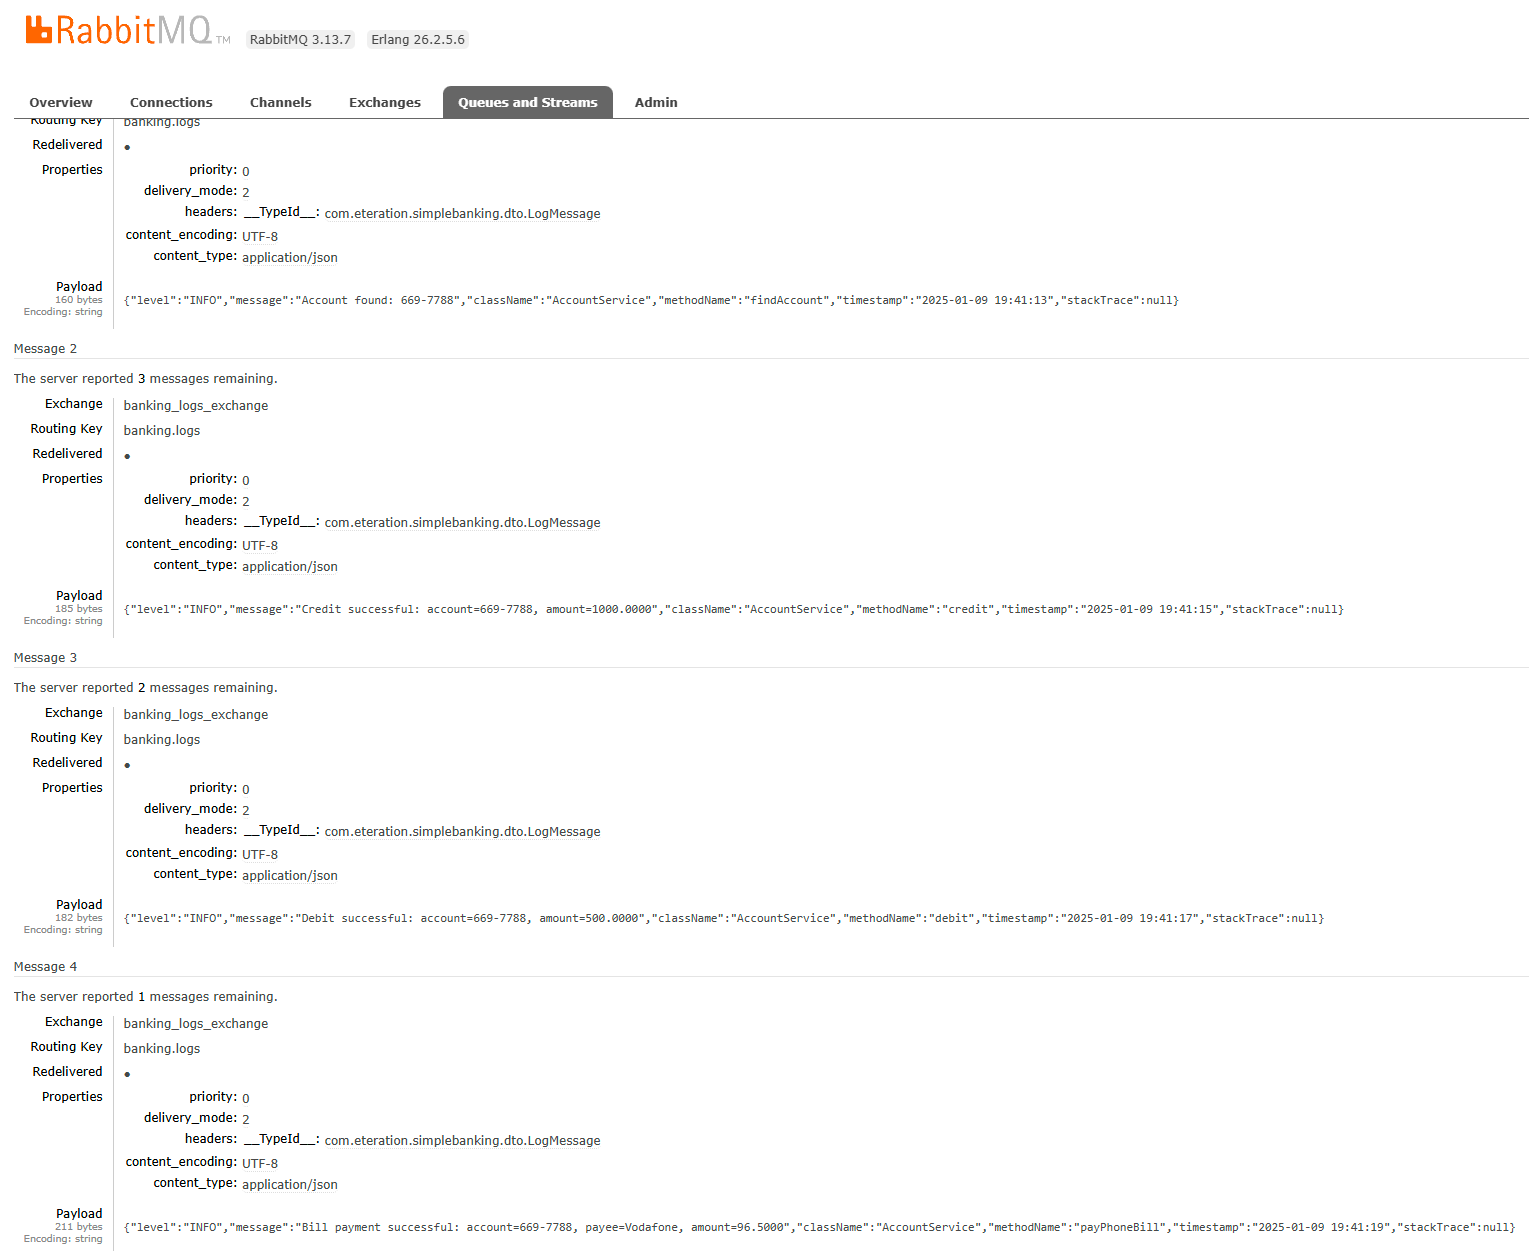 RabbitMQ TM RabbitMQ 3.13.7 Erlang 26.2.5.6
Overview Connections Channels Exchanges Queues and Streams Admin
Routing Key banking.logs
Redelivered ●
Properties priority: 0
delivery_mode: 2
headers: __TypeId__: com.eteration.simplebanking.dto.LogMessage
content_encoding: UTF-8
content_type: application/json
Payload
160 bytes
Encoding: string
{"level":"INFO","message":"Account found: 669-7788","className":"AccountService","methodName":"findAccount","timestamp":"2025-01-09 19:41:13","stackTrace":null}
Message 2
The server reported 3 messages remaining.
Exchange banking_logs_exchange
Routing Key banking.logs
Redelivered ●
Properties priority: 0
delivery_mode: 2
headers: __TypeId__: com.eteration.simplebanking.dto.LogMessage
content_encoding: UTF-8
content_type: application/json
Payload
185 bytes
Encoding: string
{"level":"INFO","message":"Credit successful: account=669-7788, amount=1000.0000","className":"AccountService","methodName":"credit","timestamp":"2025-01-09 19:41:15","stackTrace":null}
Message 3
The server reported 2 messages remaining.
Exchange banking_logs_exchange
Routing Key banking.logs
Redelivered ●
Properties priority: 0
delivery_mode: 2
headers: __TypeId__: com.eteration.simplebanking.dto.LogMessage
content_encoding: UTF-8
content_type: application/json
Payload
182 bytes
Encoding: string
{"level":"INFO","message":"Debit successful: account=669-7788, amount=500.0000","className":"AccountService","methodName":"debit","timestamp":"2025-01-09 19:41:17","stackTrace":null}
Message 4
The server reported 1 messages remaining.
Exchange banking_logs_exchange
Routing Key banking.logs
Redelivered ●
Properties priority: 0
delivery_mode: 2
headers: __TypeId__: com.eteration.simplebanking.dto.LogMessage
content_encoding: UTF-8
content_type: application/json
Payload
211 bytes
Encoding: string
{"level":"INFO","message":"Bill payment successful: account=669-7788, payee=Vodafone, amount=96.5000","className":"AccountService","methodName":"payPhoneBill","timestamp":"2025-01-09 19:41:19","stackTrace":null}